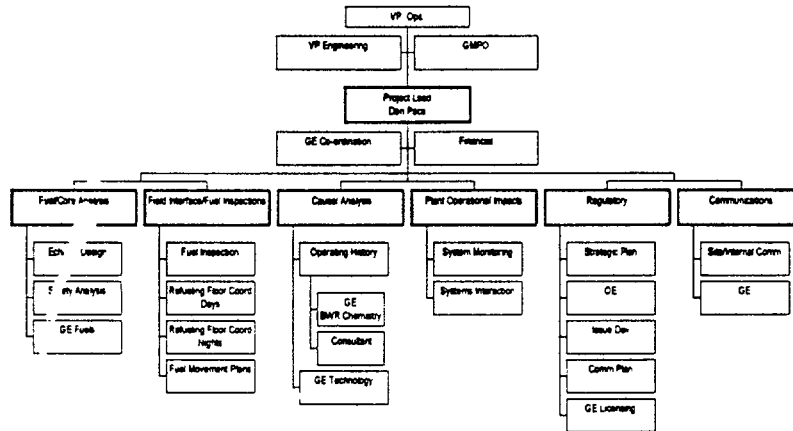 VP Ops
VP Engineering
GMPO
Project Lead
Dan Pace
GE Co-ordination
Financial
Fuel/Core Analysis
Field Interface/Fuel Inspections
Causal Analysis
Plant Operational Impacts
Regulatory
Communications
Design
Fuel Inspection
Operating History
System Monitoring
Strategic Plan
Site/Internal Comm
Analysis
Refueling Floor Coord
Days
GE
BWR Chemistry
Systems Interaction
OE
GE
GE Fuels
Refueling Floor Coord
Nights
Consultant
Issue Dev
Fuel Movement Plans
GE Technology
Comm Plan
GE Licensing